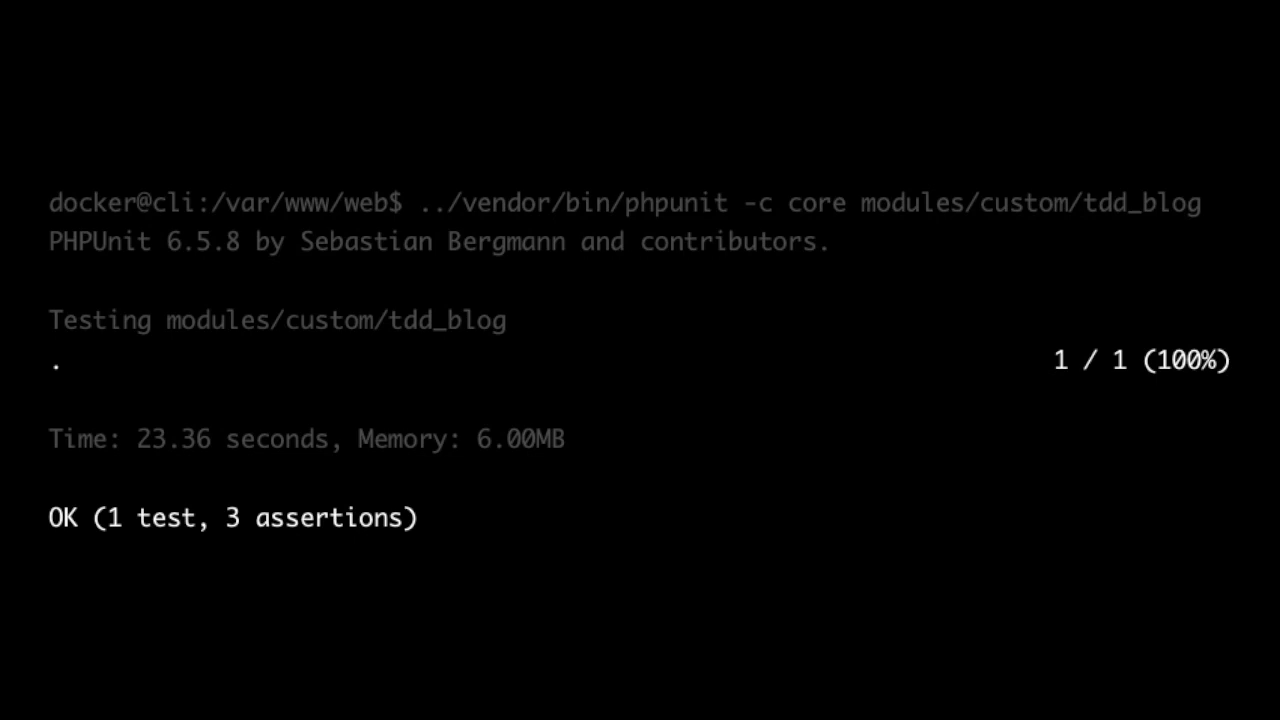 docker@cli:/var/www/web$ ../vendor/bin/phpunit -c core modules/custom/tdd_blog
PHPUnit 6.5.8 by Sebastian Bergmann and contributors.
Testing modules/custom/tdd_blog
. 1 / 1 (100%)
Time: 23.36 seconds, Memory: 6.00MB
OK (1 test, 3 assertions)